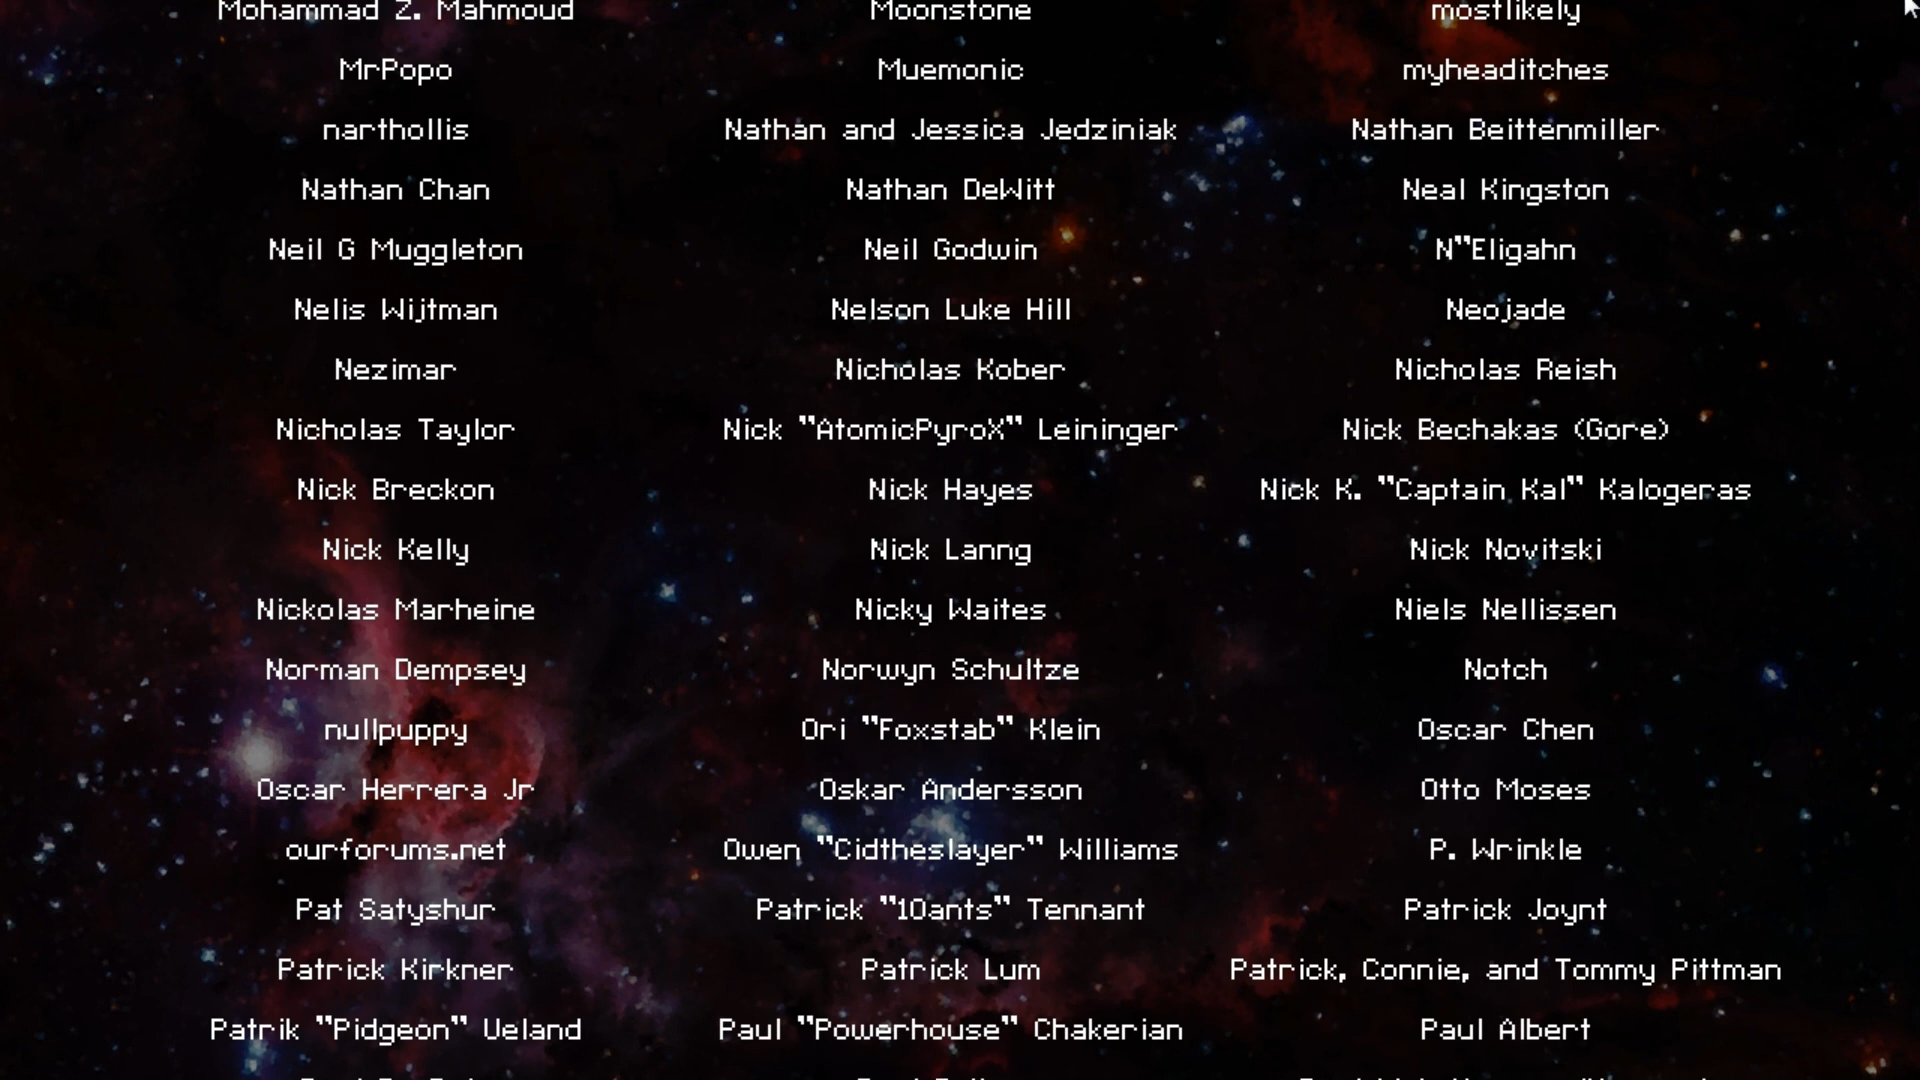 Mohammad Z. Mahmoud Moonstone mostlikely
MrPopo Muemonic myheaditches
narthollis Nathan and Jessica Jedziniak Nathan Beittenmiller
Nathan Chan Nathan DeWitt Neal Kingston
Neil G Muggleton Neil Godwin N"Eligahn
Nelis Wijtman Nelson Luke Hill Neojade
Nezimar Nicholas Kober Nicholas Reish
Nicholas Taylor Nick "AtomicPyroX" Leininger Nick Bechakas (Gore)
Nick Breckon Nick Hayes Nick K. "Captain Kal" Kalogeras
Nick Kelly Nick Lanng Nick Novitski
Nickolas Marheine Nicky Waites Niels Nellissen
Norman Dempsey Norwyn Schultze Notch
nullpuppy Ori "Foxstab" Klein Oscar Chen
Oscar Herrera Jr Oskar Andersson Otto Moses
ourforums.net Owen "Cidtheslayer" Williams P. Wrinkle
Pat Satyshur Patrick "10ants" Tennant Patrick Joynt
Patrick Kirkner Patrick Lum Patrick, Connie, and Tommy Pittman
Patrik "Pidgeon" Ueland Paul "Powerhouse" Chakerian Paul Albert